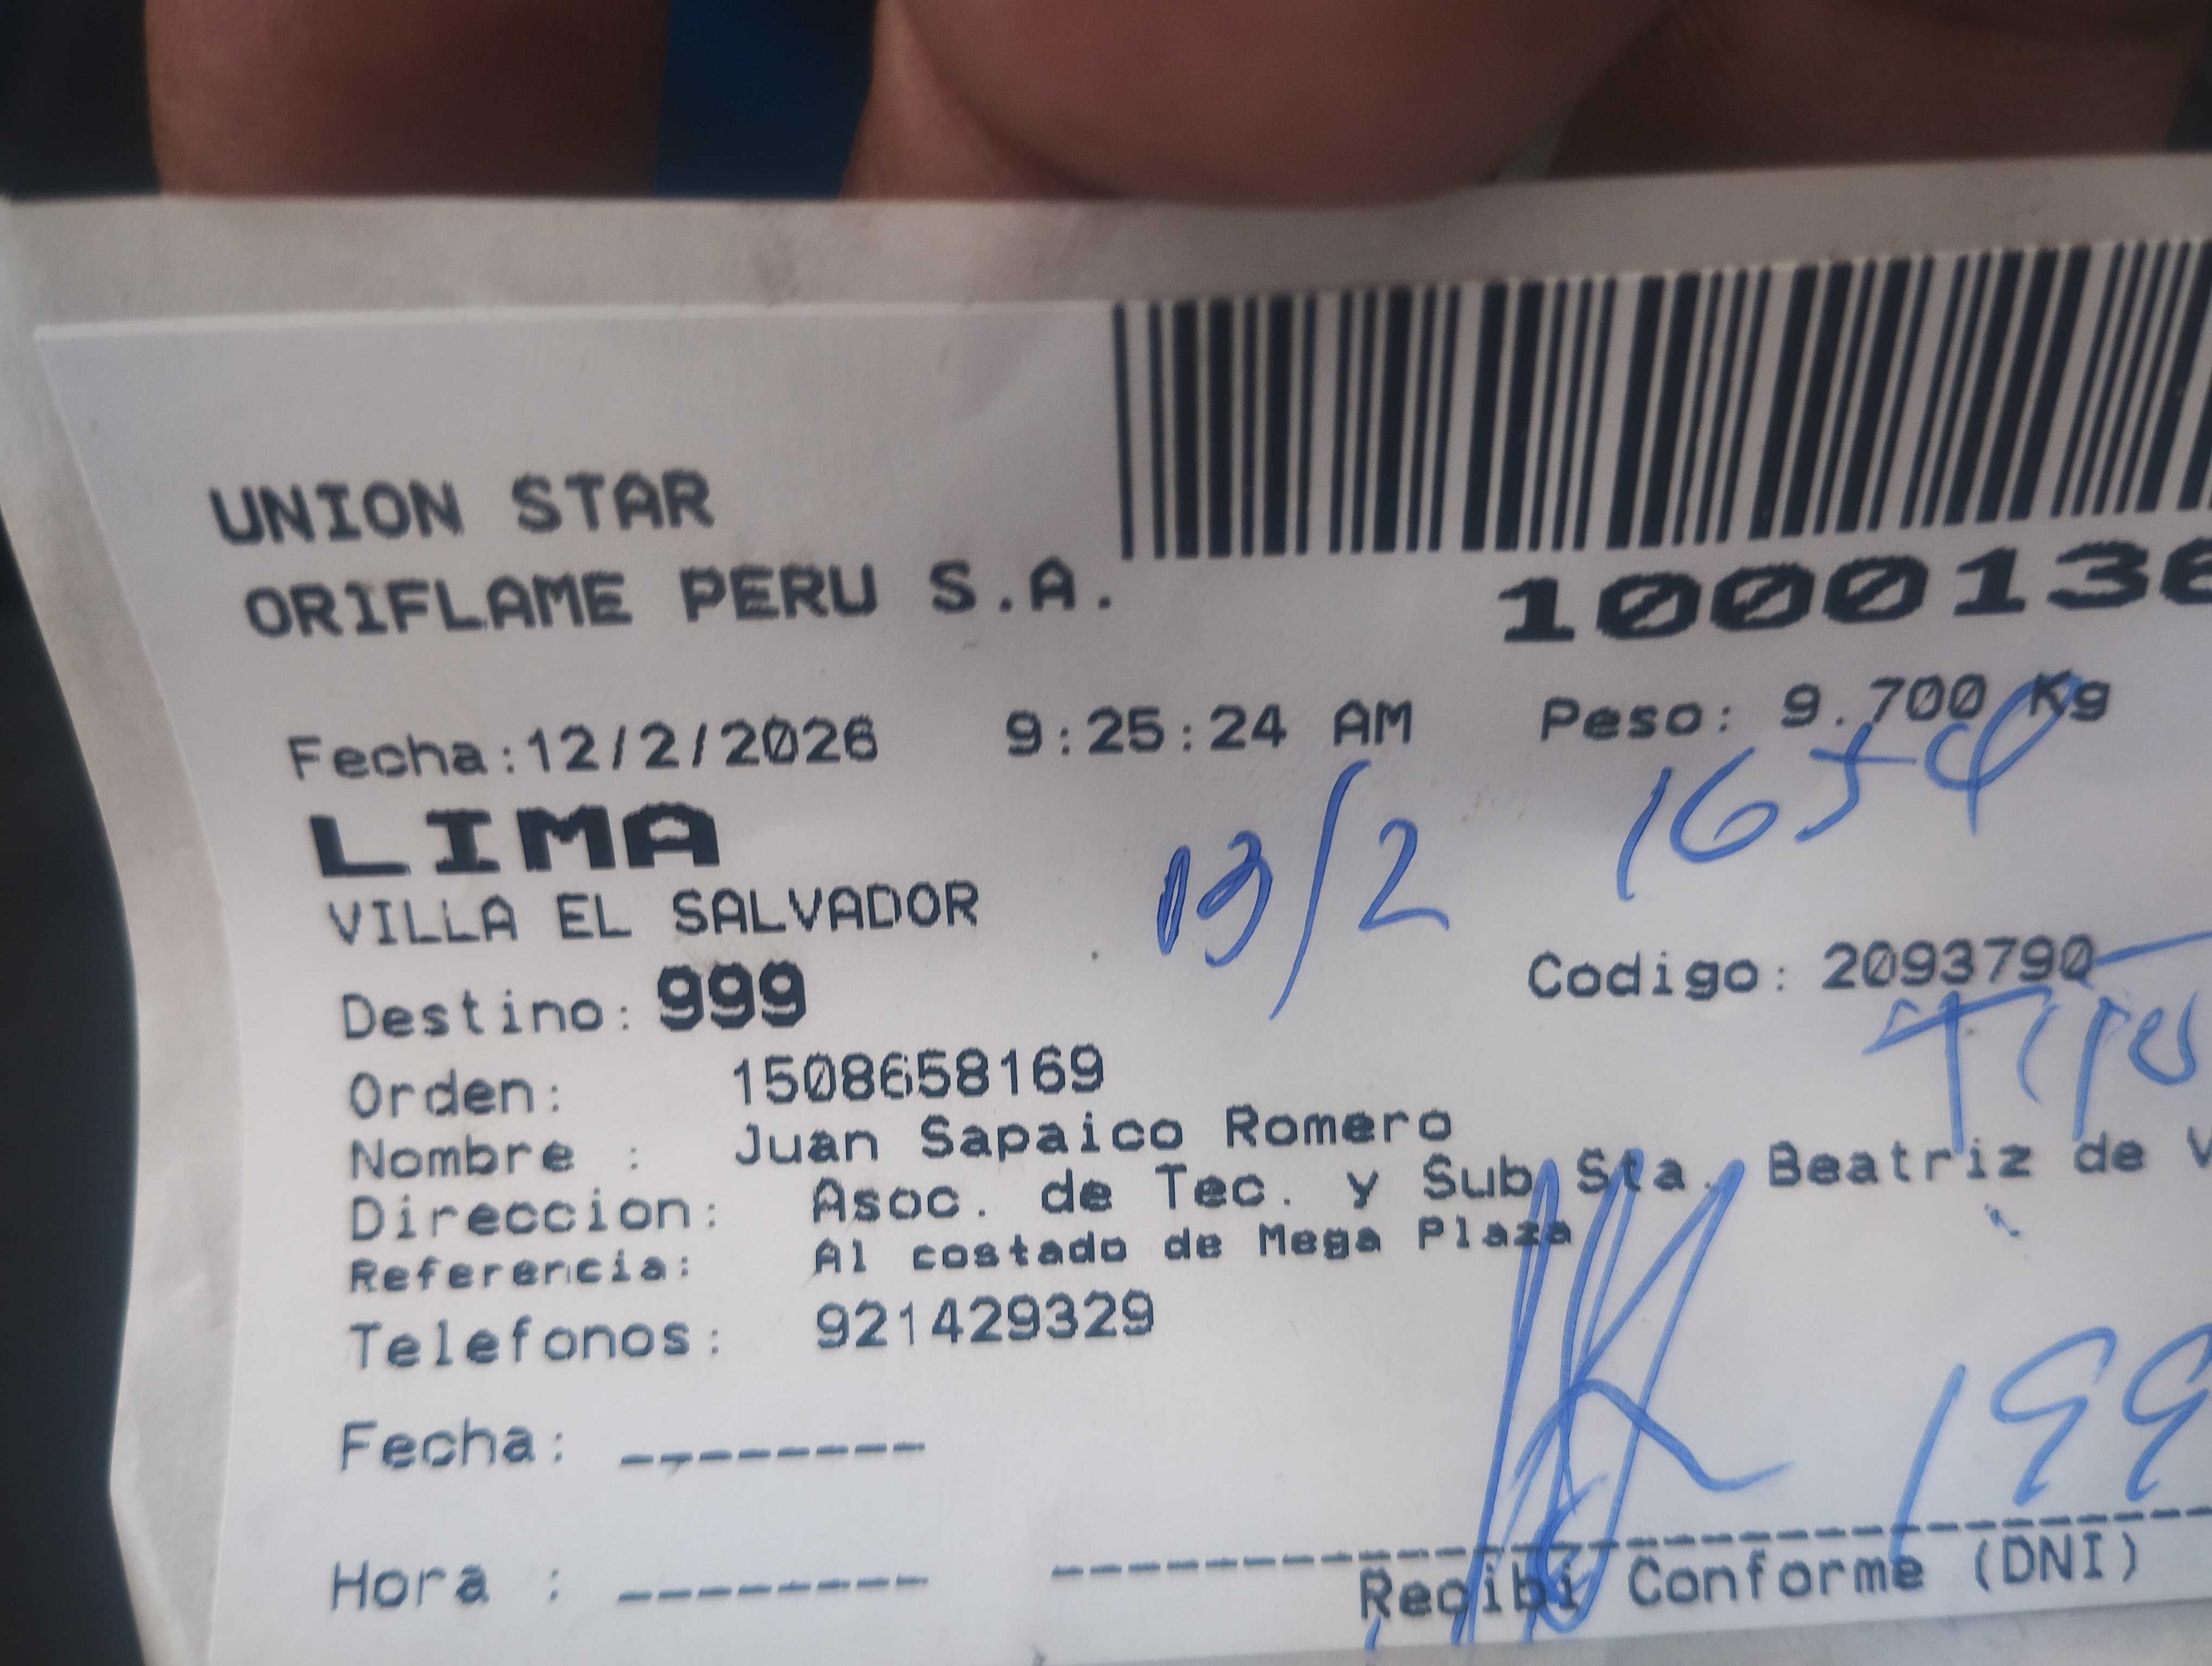 UNION STAR
ORIFLAME PERU S.A.
1000136
Fecha:12/2/2026 9:25:24 AM Peso: 9.700 Kg
LIMA
13/2
VILLA EL SALVADOR
Codigo: 2093790
Destino: 999
Orden: 1508658169
Nombre : Juan Sapaico Romero
Direccion: Asoc. de Tec. y Sub Sta. Beatriz de V
Referencia: Al costado de Mega Plaza
Telefonos: 921429329
199
Fecha: --------
Hora : --------
Recibi Conforme (DNI)